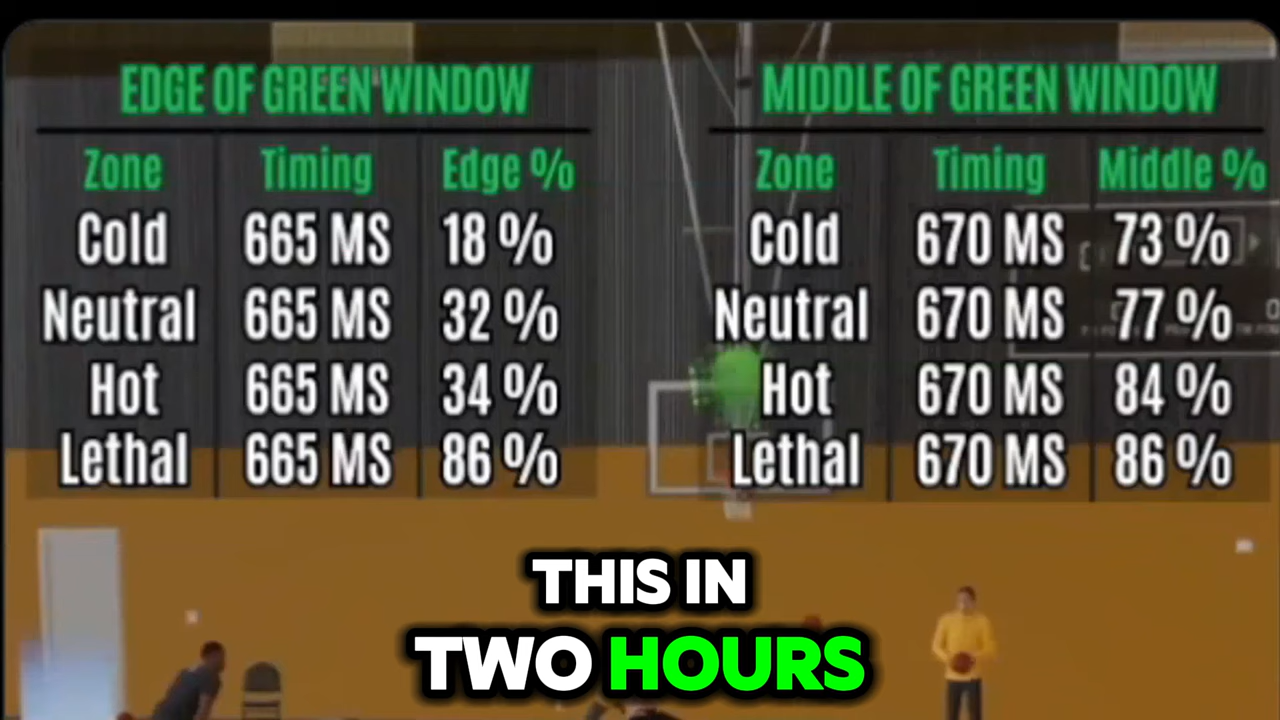 EDGE OF GREEN WINDOW
Zone Timing Edge %
Cold 665 MS 18 %
Neutral 665 MS 32 %
Hot 665 MS 34 %
Lethal 665 MS 86 %
MIDDLE OF GREEN WINDOW
Zone Timing Middle %
Cold 670 MS 73 %
Neutral 670 MS 77 %
Hot 670 MS 84 %
Lethal 670 MS 86 %
THIS IN
TWO HOURS